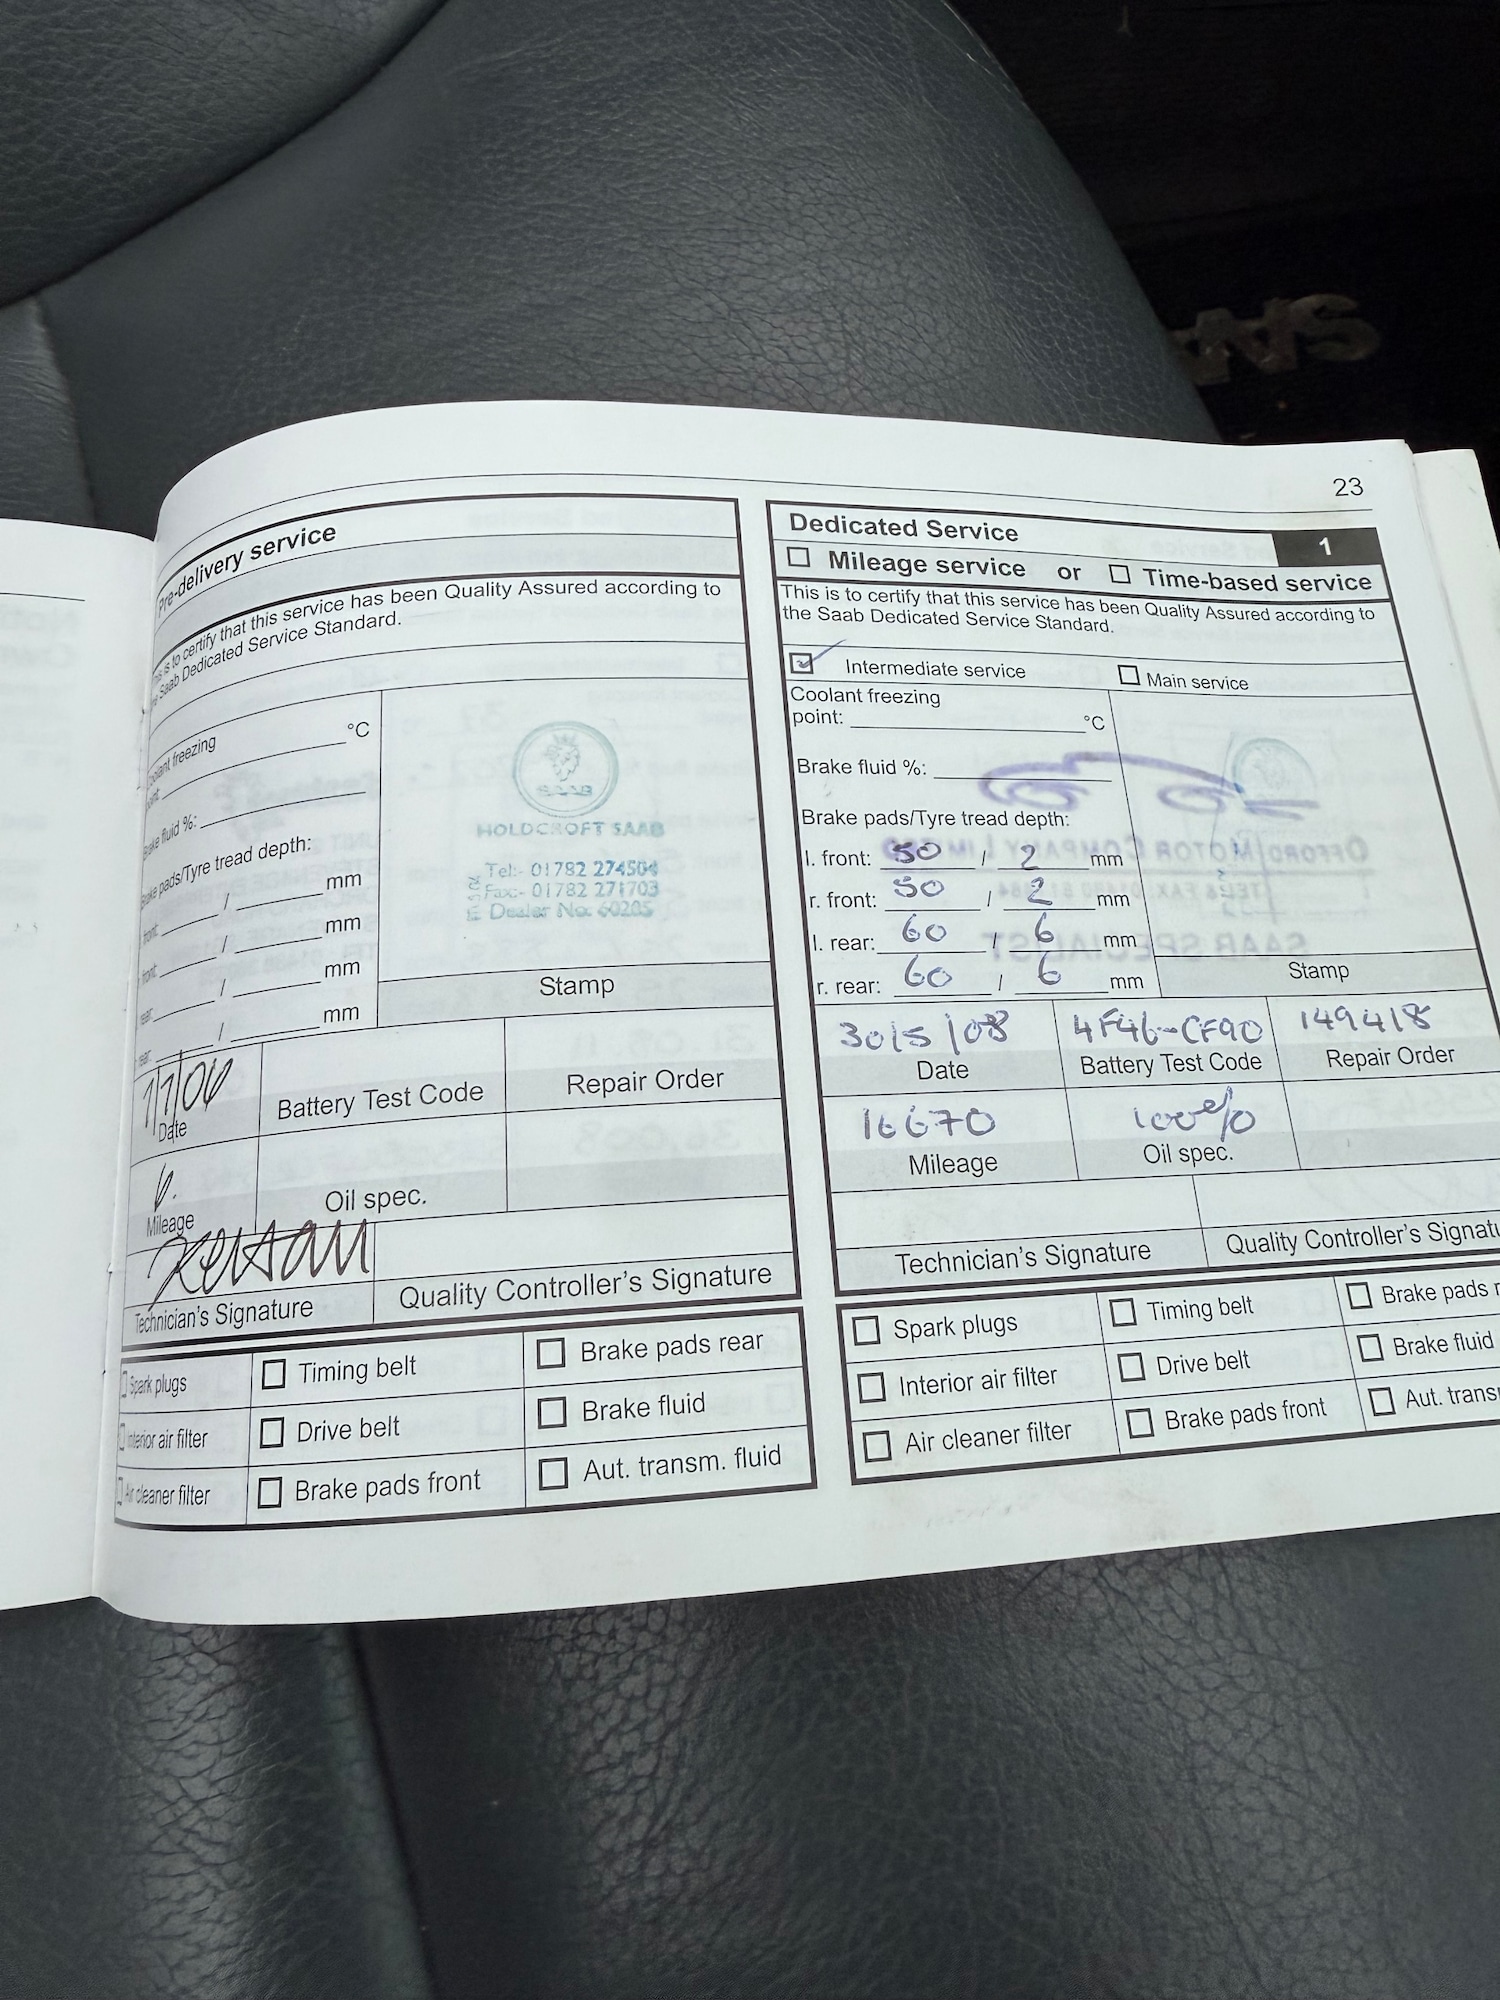 23
Pre-delivery service
This is to certify that this service has been Quality Assured according to
the Saab Dedicated Service Standard.
Coolant freezing
point: °C
Brake fluid %:
Brake pads/Tyre tread depth:
front: / mm
front: / mm
rear: / mm
rear: / mm
SAAB
HOLDCROFT SAAB
Tel:- 01782 274504
Fax:- 01782 271703
Dealer No: 60205
Stamp
Date
Battery Test Code
Repair Order
Mileage
Oil spec.
Technician's Signature
Quality Controller's Signature
Spark plugs
Timing belt
Brake pads rear
Interior air filter
Drive belt
Brake fluid
Air cleaner filter
Brake pads front
Aut. transm. fluid
Dedicated Service
1
Mileage service or Time-based service
This is to certify that this service has been Quality Assured according to
the Saab Dedicated Service Standard.
Intermediate service
Main service
Coolant freezing
point: °C
Brake fluid %:
Brake pads/Tyre tread depth:
l. front: 50 / 2 mm
r. front: 50 / 2 mm
l. rear: 60 / 6 mm
r. rear: 60 / 6 mm
Stamp
30/5/08
4F46-CF90
149418
Date
Battery Test Code
Repair Order
16670
100%
Mileage
Oil spec.
Technician's Signature
Quality Controller's Signatu
Spark plugs
Timing belt
Brake pads r
Interior air filter
Drive belt
Brake fluid
Air cleaner filter
Brake pads front
Aut. trans